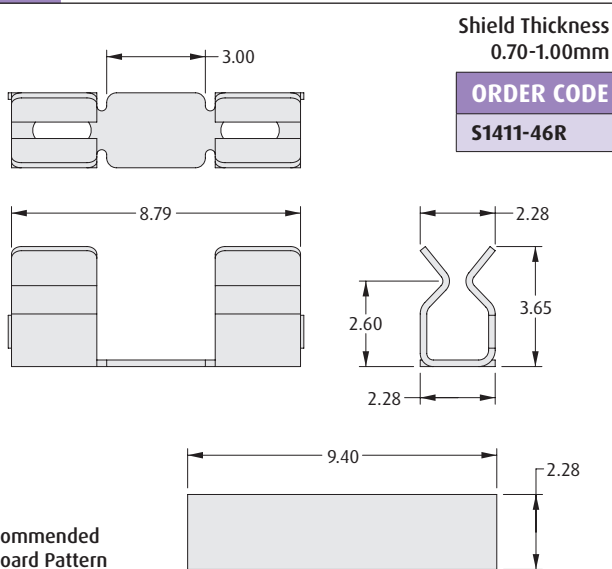 Shield Thickness
0.70-1.00mm
ORDER CODE
S1411-46R
3.00
8.79
2.28
2.60
3.65
2.28
9.40
2.28
ommended
oard Pattern